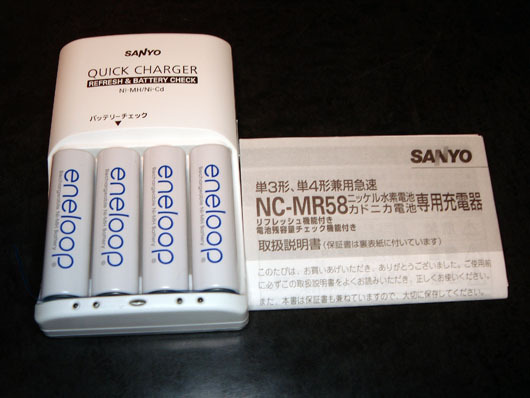 SANYO
QUICK CHARGER
REFRESH & BATTERY CHECK
Ni-MH/Ni-Cd
バッテリーチェック
▼
eneloop
eneloop
eneloop
eneloop
SANYO
単3形、単4形兼用急速
NC-MR58 ニッケル水素電池 カドニカ電池 専用充電器
リフレッシュ機能付き
電池残容量チェック機能付き
取扱説明書（保証書は裏表紙に付いています）
このたびは、お買いあげいただき、ありがとうございました。ご使用前
に必ずこの取扱説明書をよくお読みいただき、正しくお使いください。
また、本書は保証書も兼ねていますので、大切に保存してください。